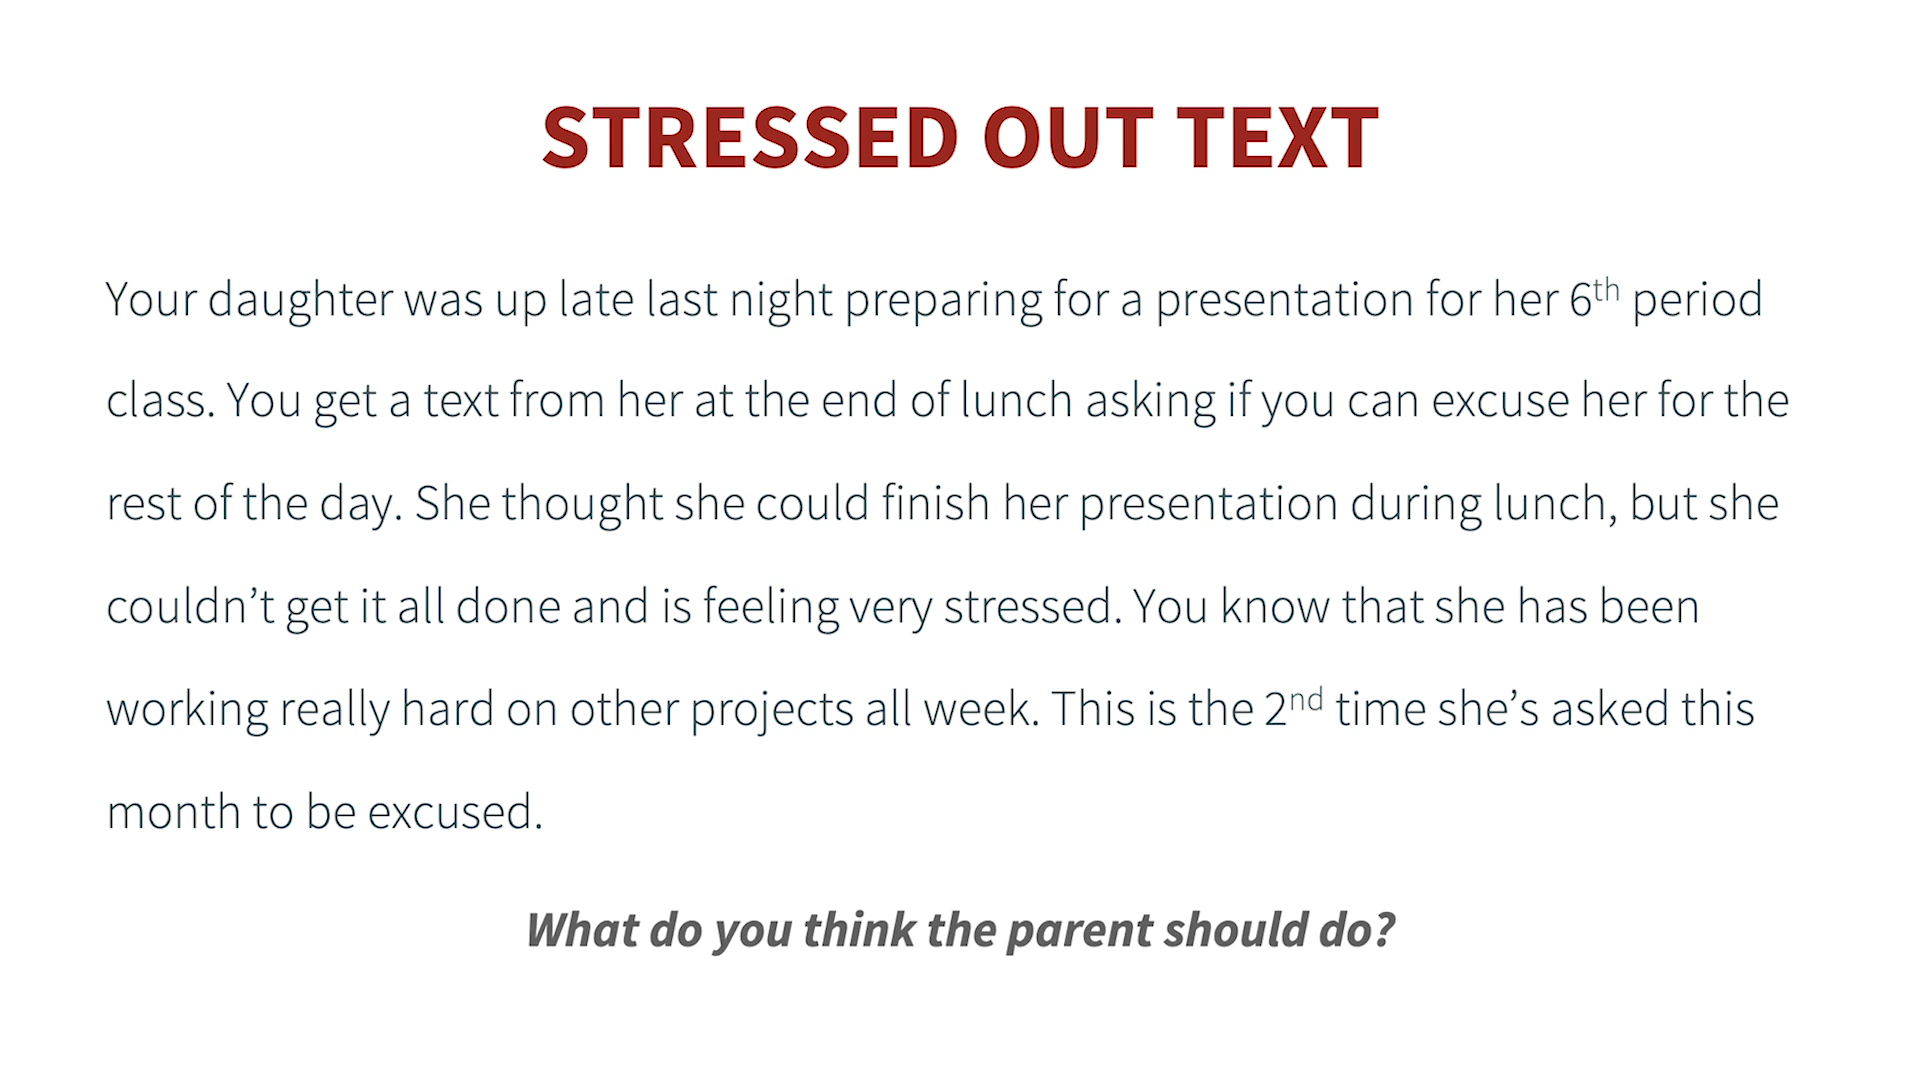 STRESSED OUT TEXT
Your daughter was up late last night preparing for a presentation for her 6th period
class. You get a text from her at the end of lunch asking if you can excuse her for the
rest of the day. She thought she could finish her presentation during lunch, but she
couldn’t get it all done and is feeling very stressed. You know that she has been
working really hard on other projects all week. This is the 2nd time she’s asked this
month to be excused.
What do you think the parent should do?